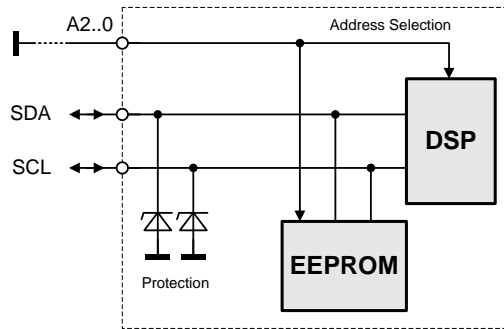 A2..0
Address Selection
SDA
DSP
SCL
EEPROM
Protection